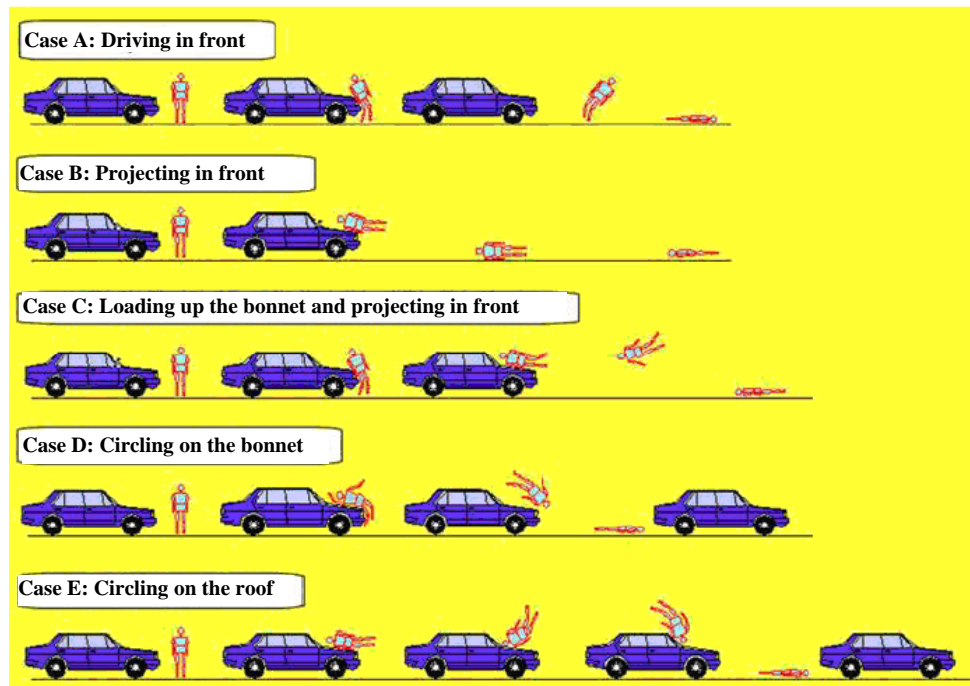 Case A: Driving in front
Case B: Projecting in front
Case C: Loading up the bonnet and projecting in front
Case D: Circling on the bonnet
Case E: Circling on the roof